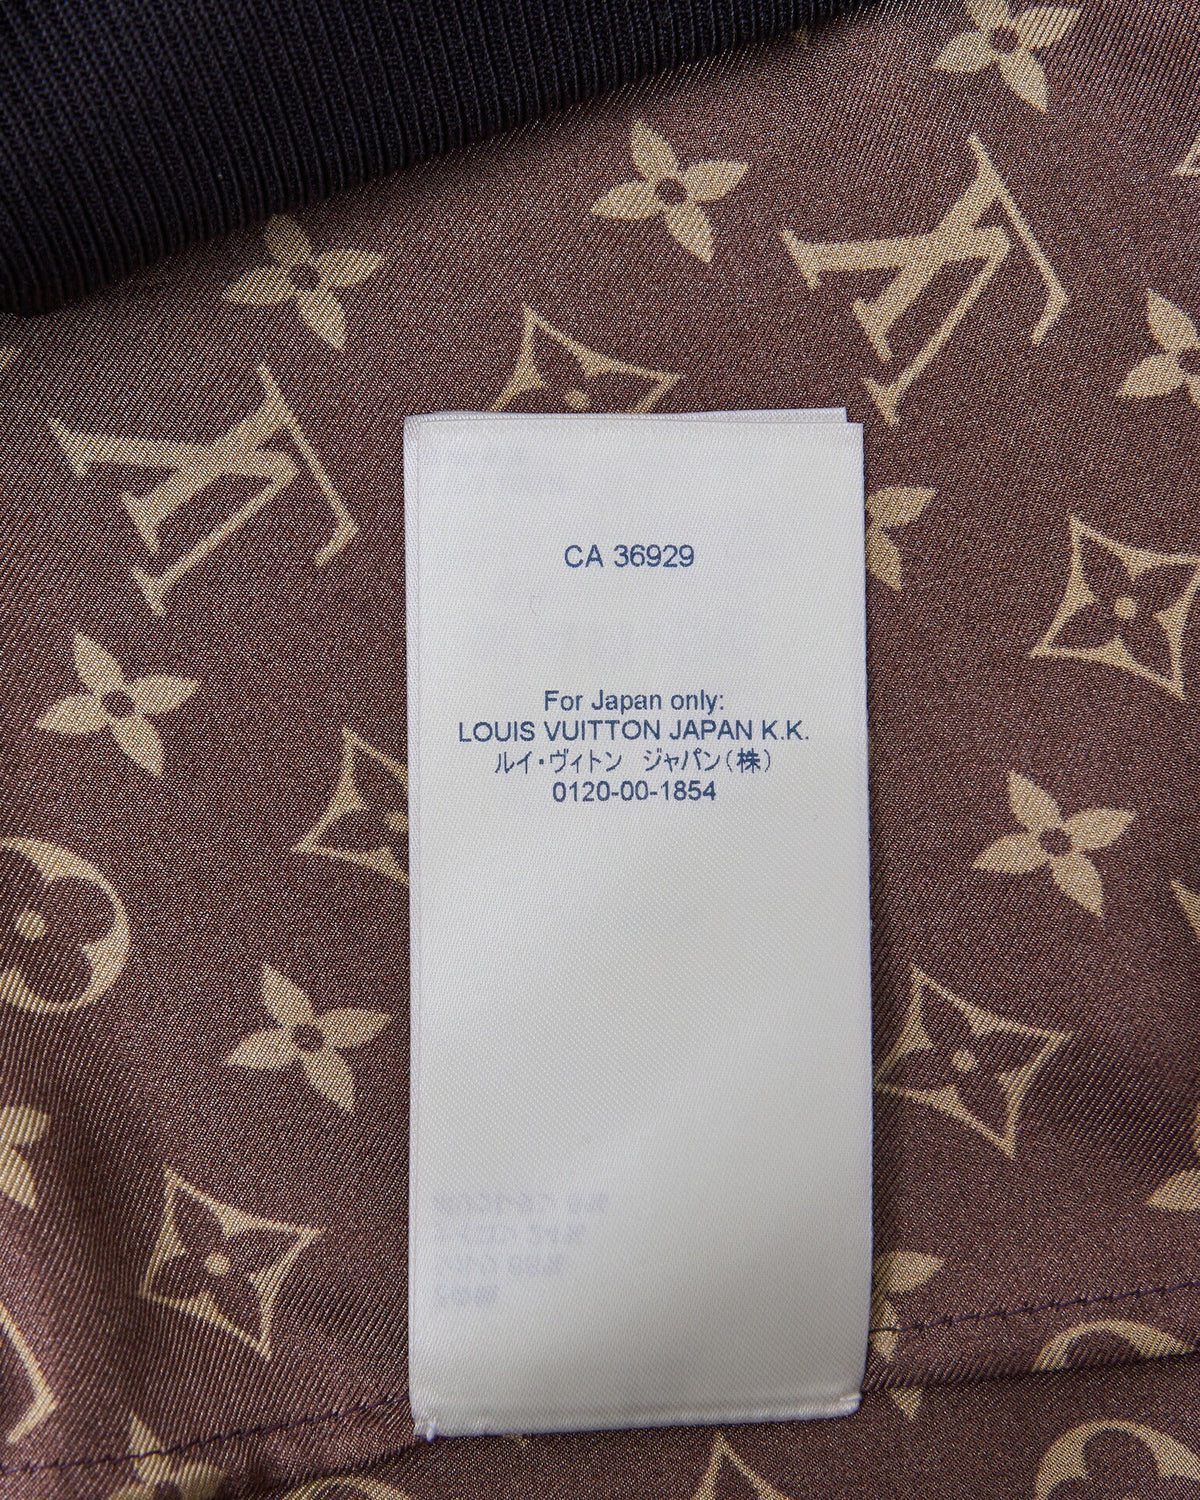 CA 36929
For Japan only:
LOUIS VUITTON JAPAN K.K.
ルイ・ヴィトン ジャパン(株)
0120-00-1854